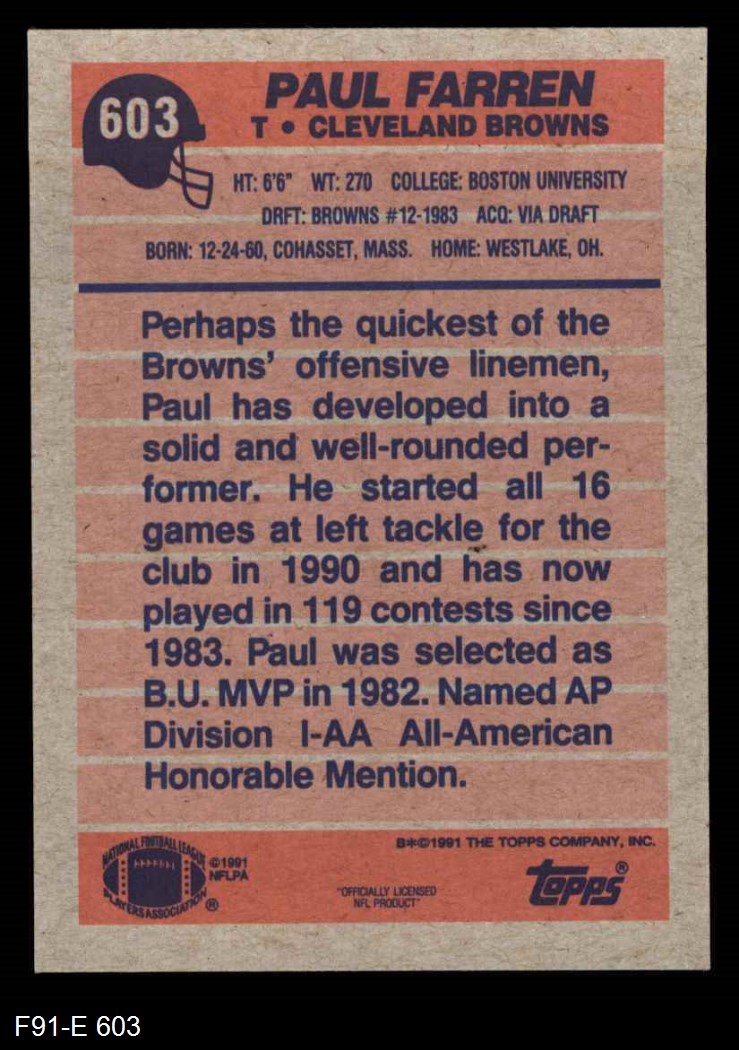 603
PAUL FARREN
T • CLEVELAND BROWNS
HT: 6'6" WT: 270 COLLEGE: BOSTON UNIVERSITY
DRFT: BROWNS #12-1983 ACQ: VIA DRAFT
BORN: 12-24-60, COHASSET, MASS. HOME: WESTLAKE, OH.
Perhaps the quickest of the
Browns' offensive linemen,
Paul has developed into a
solid and well-rounded per-
former. He started all 16
games at left tackle for the
club in 1990 and has now
played in 119 contests since
1983. Paul was selected as
B.U. MVP in 1982. Named AP
Division I-AA All-American
Honorable Mention.
NATIONAL FOOTBALL LEAGUE
PLAYERS ASSOCIATION ®
©1991
NFLPA
"OFFICIALLY LICENSED
NFL PRODUCT"
B*©1991 THE TOPPS COMPANY, INC.
topps®
F91-E 603